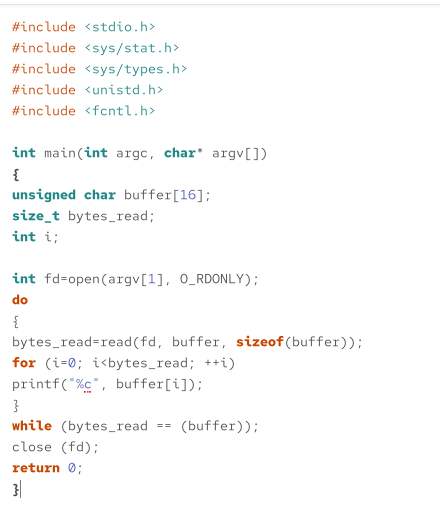 #include <stdio.h>
#include <sys/stat.h>
#include <sys/types.h>
#include <unistd.h>
#include <fcntl.h>

int main(int argc, char* argv[])
{
unsigned char buffer[16];
size_t bytes_read;
int i;

int fd=open(argv[1], O_RDONLY);
do
{
bytes_read=read(fd, buffer, sizeof(buffer));
for (i=0; i<bytes_read; ++i)
printf("%c", buffer[i]);
}
while (bytes_read == (buffer));
close (fd);
return 0;
}